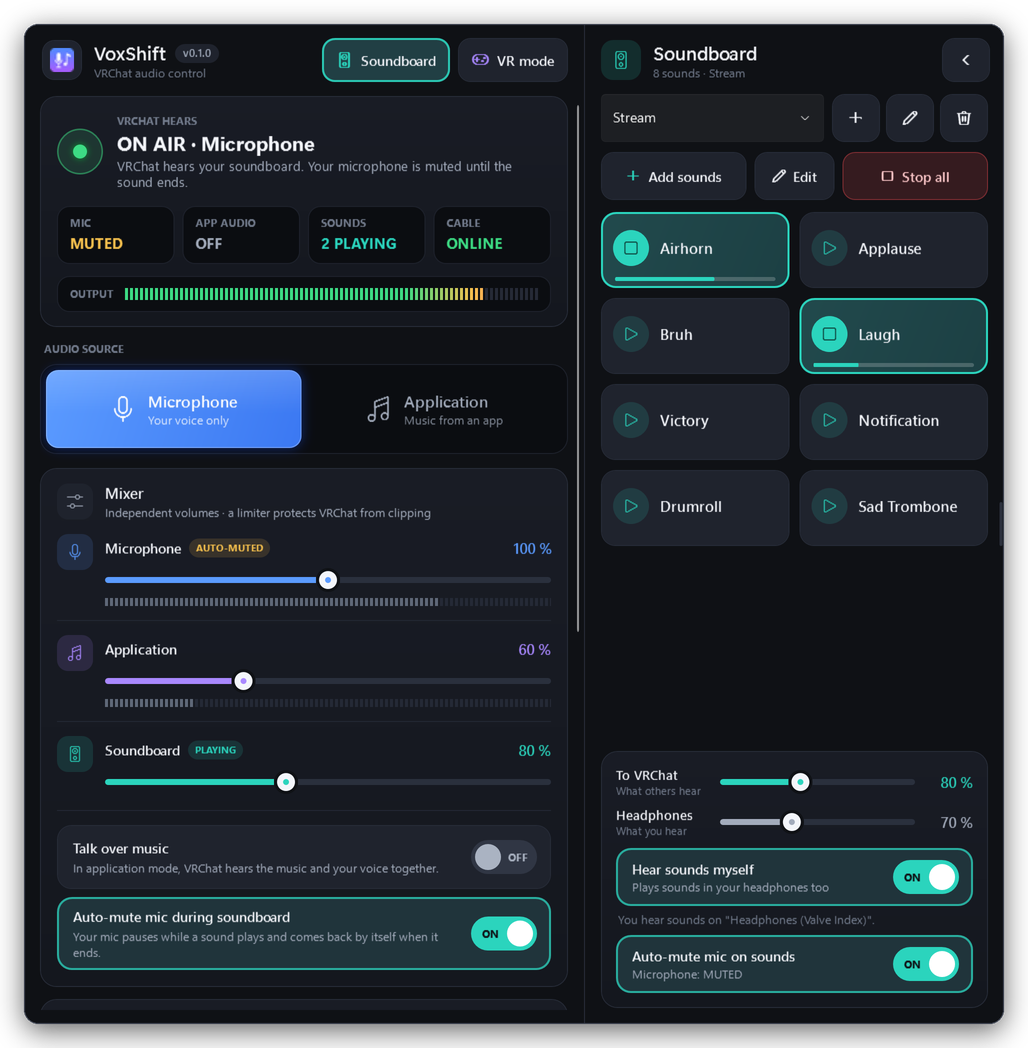 VoxShift v0.1.0
VRChat audio control
Soundboard
VR mode
VRCHAT HEARS
ON AIR · Microphone
VRChat hears your soundboard. Your microphone is muted until the
sound ends.
MIC
MUTED
APP AUDIO
OFF
SOUNDS
2 PLAYING
CABLE
ONLINE
OUTPUT
AUDIO SOURCE
Microphone
Your voice only
Application
Music from an app
Mixer
Independent volumes · a limiter protects VRChat from clipping
Microphone AUTO-MUTED 100 %
Application 60 %
Soundboard PLAYING 80 %
Talk over music
In application mode, VRChat hears the music and your voice together.
OFF
Auto-mute mic during soundboard
Your mic pauses while a sound plays and comes back by itself when it
ends.
ON
Soundboard
8 sounds · Stream
Stream
Add sounds
Edit
Stop all
Airhorn
Applause
Bruh
Laugh
Victory
Notification
Drumroll
Sad Trombone
To VRChat
What others hear
80 %
Headphones
What you hear
70 %
Hear sounds myself
Plays sounds in your headphones too
ON
You hear sounds on "Headphones (Valve Index)".
Auto-mute mic on sounds
Microphone: MUTED
ON